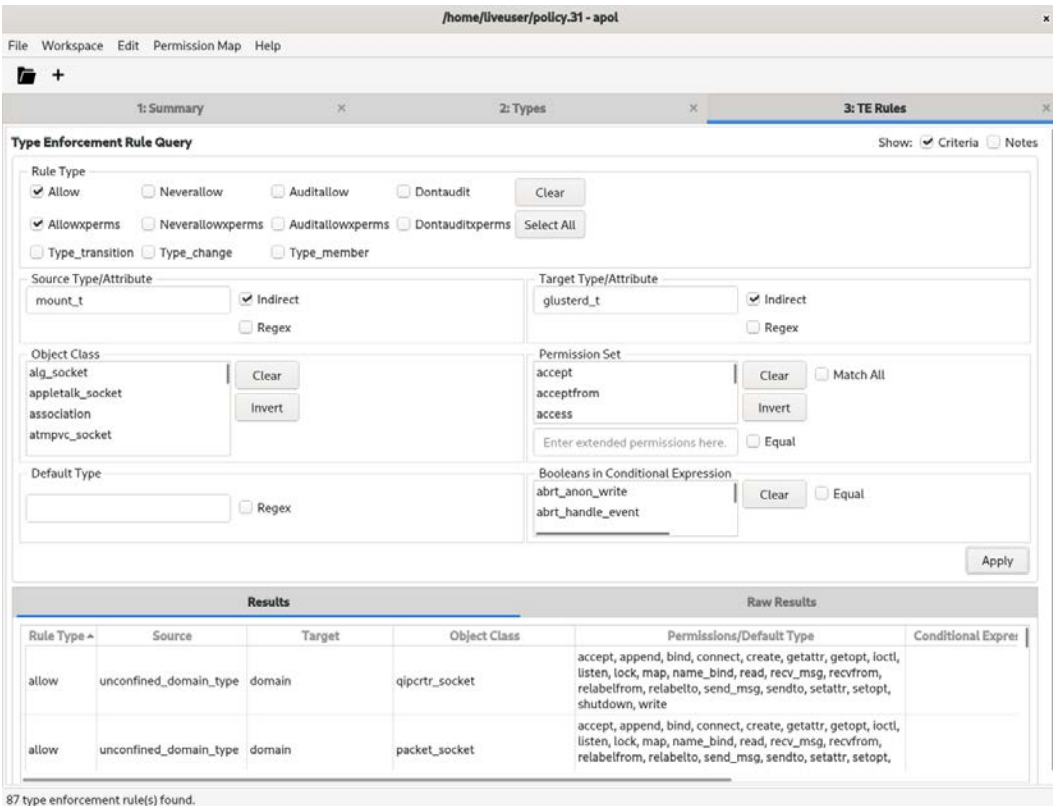 /home/liveuser/policy.31 - apol
File Workspace Edit Permission Map Help
1: Summary 2: Types 3: TE Rules
Type Enforcement Rule Query Show: Criteria Notes
Rule Type
Allow Neverallow Auditallow Dontaudit Clear
Allowxperms Neverallowxperms Auditallowxperms Dontauditxperms Select All
Type_transition Type_change Type_member
Source Type/Attribute Target Type/Attribute
mount_t Indirect glusterd_t Indirect
Regex Regex
Object Class Permission Set
alg_socket Clear accept Clear Match All
appletalk_socket acceptfrom
association Invert access Invert
atmpvc_socket
Enter extended permissions here. Equal
Default Type Booleans in Conditional Expression
Regex abrt_anon_write Clear Equal
abrt_handle_event
Apply
Results Raw Results
Rule Type Source Target Object Class Permissions/Default Type Conditional Expre
accept, append, bind, connect, create, getattr, getopt, ioctl,
allow unconfined_domain_type domain qipcrtr_socket listen, lock, map, name_bind, read, recv_msg, recvfrom,
relabelfrom, relabelto, send_msg, sendto, setattr, setopt,
shutdown, write
accept, append, bind, connect, create, getattr, getopt, ioctl,
allow unconfined_domain_type domain packet_socket listen, lock, map, name_bind, read, recv_msg, recvfrom,
relabelfrom, relabelto, send_msg, sendto, setattr, setopt,
87 type enforcement rule(s) found.